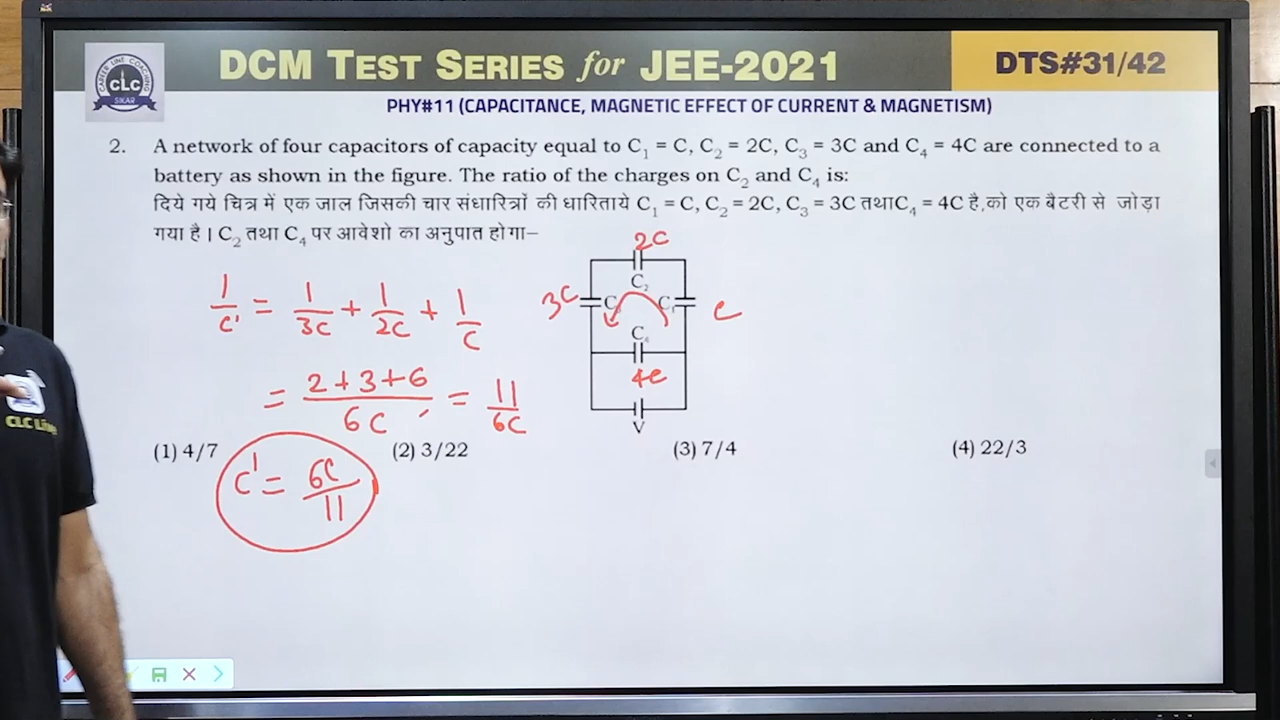 DCM TEST SERIES for JEE-2021
DTS#31/42
CAREER LINE COACHING
CLC
SIKAR
PHY#11 (CAPACITANCE, MAGNETIC EFFECT OF CURRENT & MAGNETISM)
2. A network of four capacitors of capacity equal to C₁ = C, C₂ = 2C, C₃ = 3C and C₄ = 4C are connected to a
battery as shown in the figure. The ratio of the charges on C₂ and C₄ is:
दिये गये चित्र में एक जाल जिसकी चार संधारित्रों की धारिताये C₁ = C, C₂ = 2C, C₃ = 3C तथाC₄ = 4C है,को एक बैटरी से जोड़ा
गया है। C₂ तथा C₄ पर आवेशो का अनुपात होगा–
2C
C₂
3C C C₁ C
C₄
4C
V
1/C' = 1/3C + 1/2C + 1/C
= 2+3+6/6C = 11/6C
(1) 4/7 (2) 3/22 (3) 7/4 (4) 22/3
C' = 6C/11